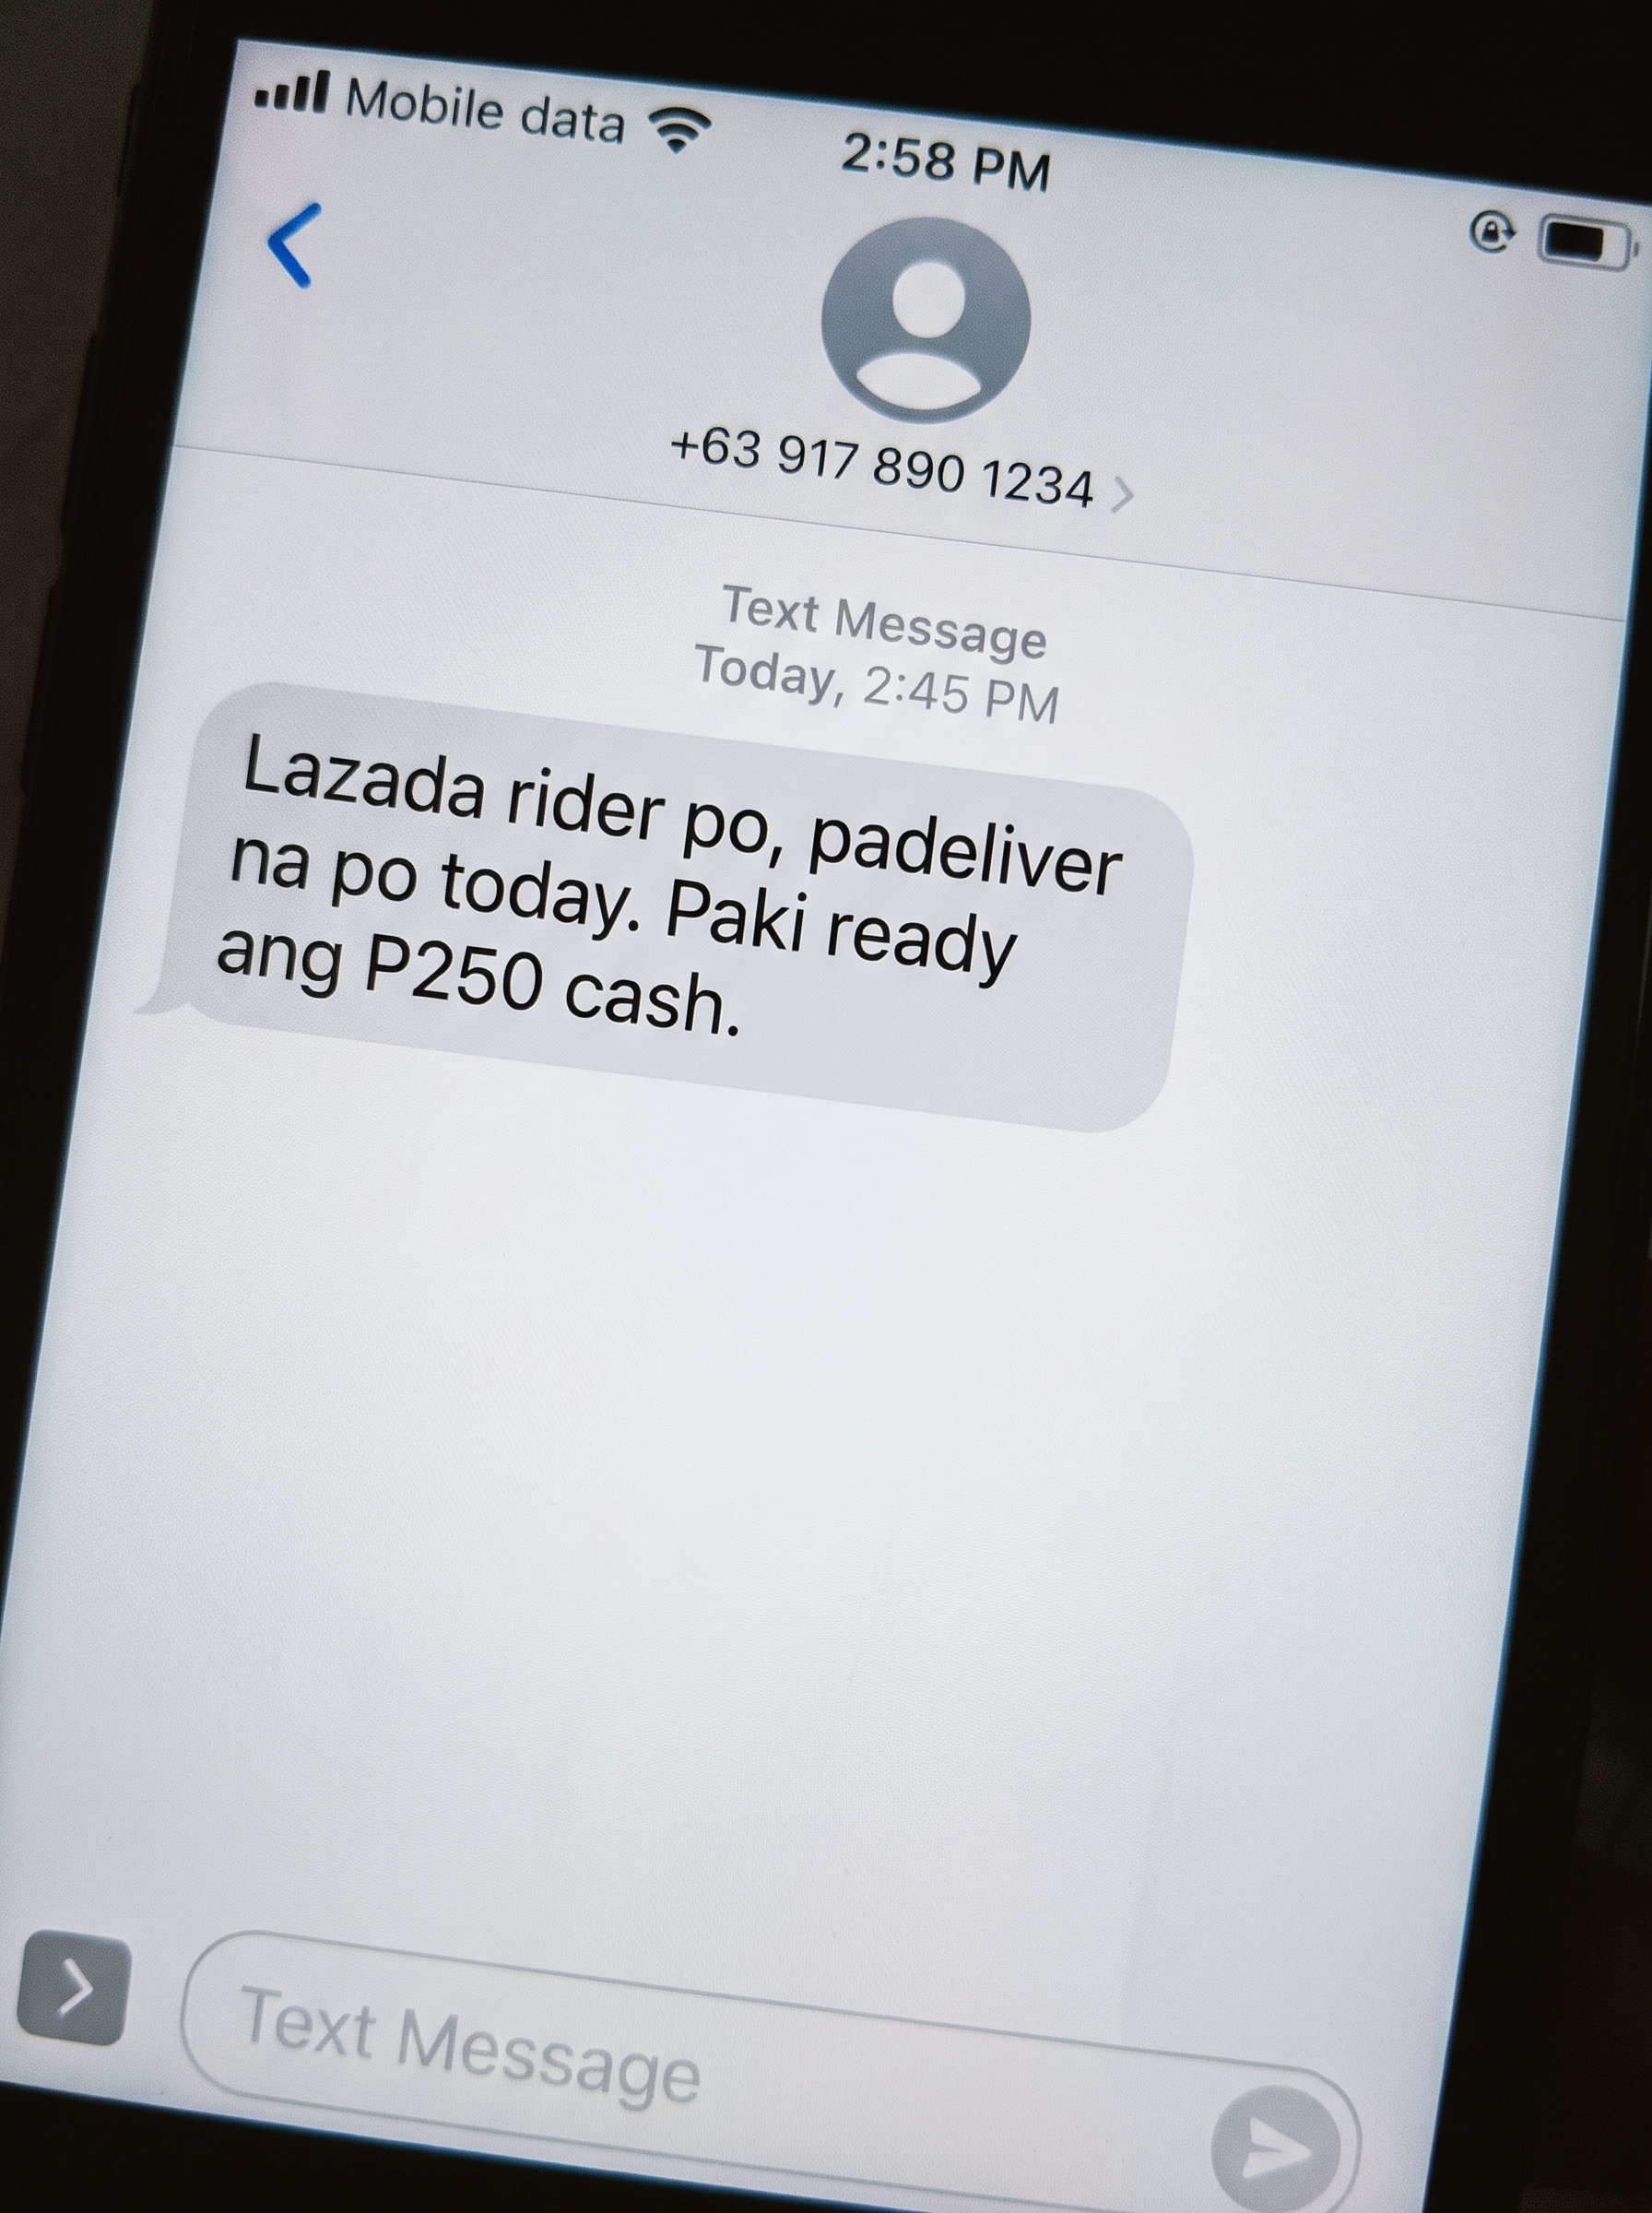 Mobile data
2:58 PM
+63 917 890 1234
Text Message
Today, 2:45 PM
Lazada rider po, padeliver
na po today. Paki ready
ang P250 cash.
Text Message